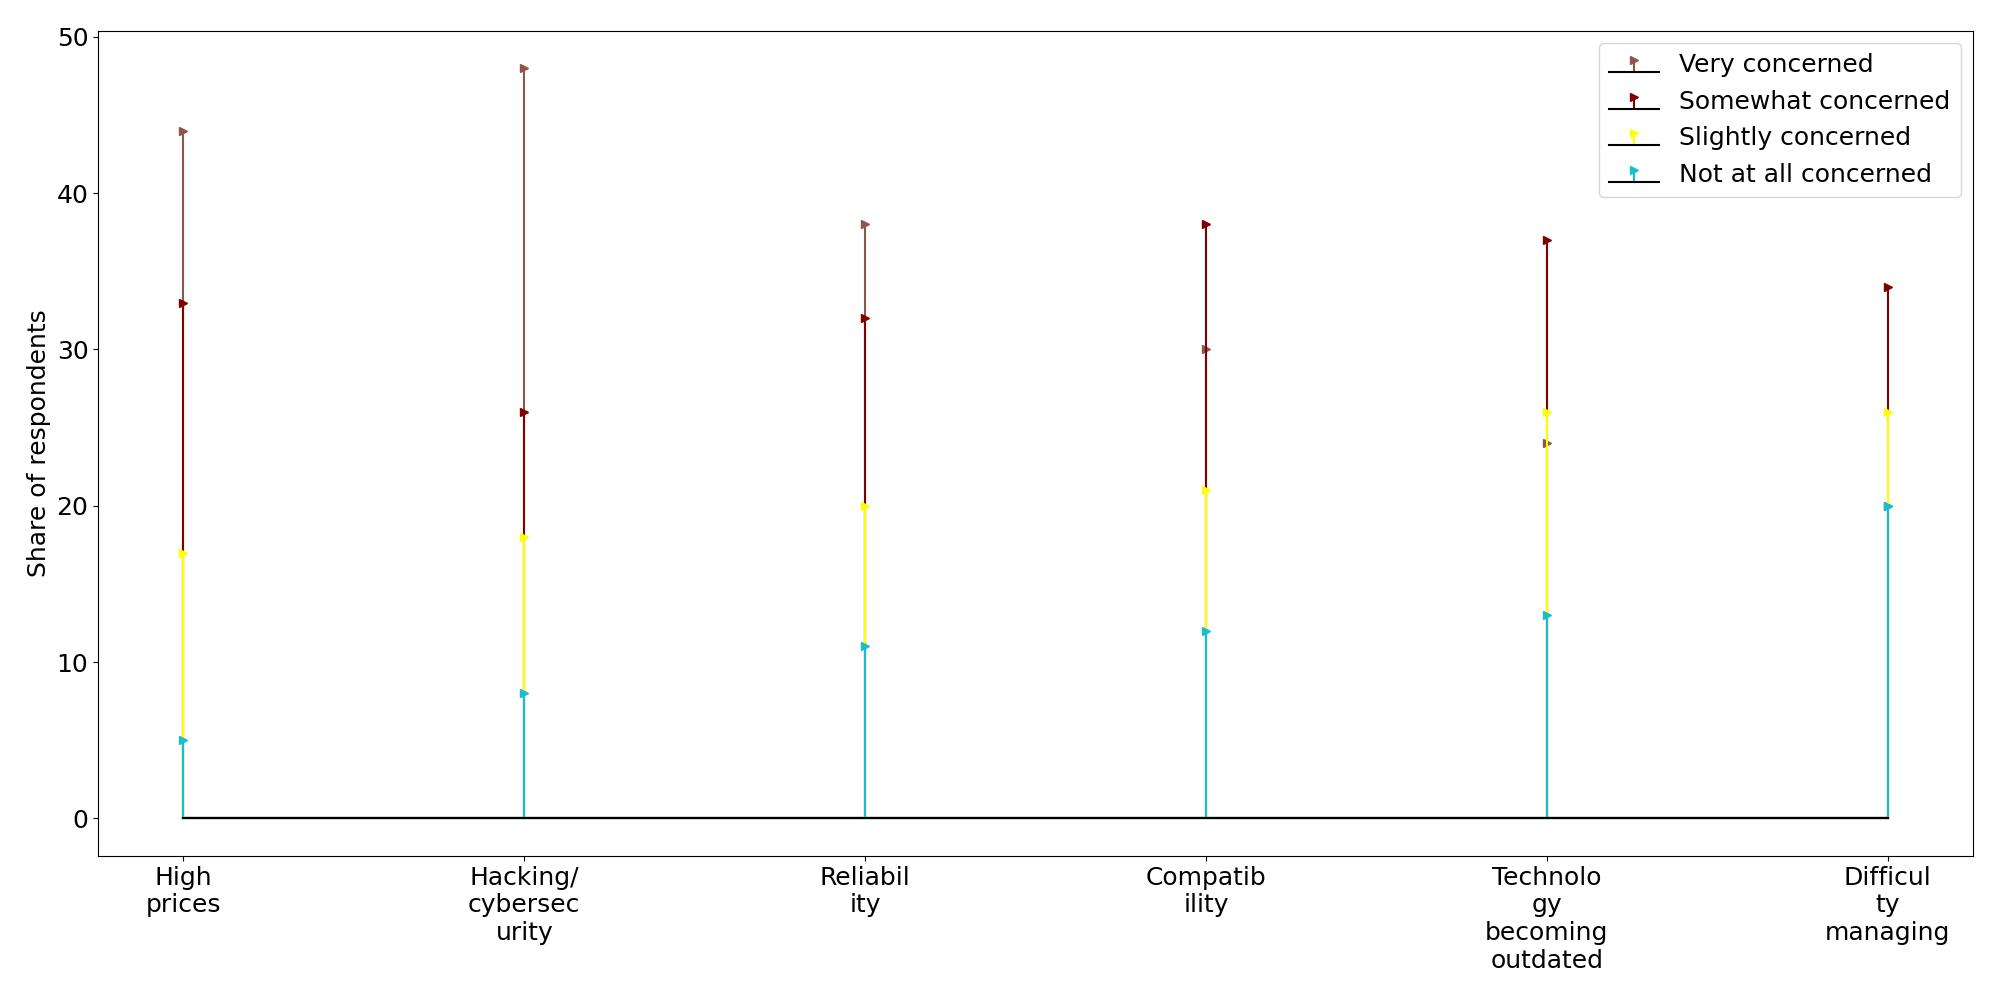 Share of respondents
50
40
30
20
10
0
Very concerned
Somewhat concerned
Slightly concerned
Not at all concerned
High
prices
Hacking/
cybersec
urity
Reliabil
ity
Compatib
ility
Technolo
gy
becoming
outdated
Difficul
ty
managing